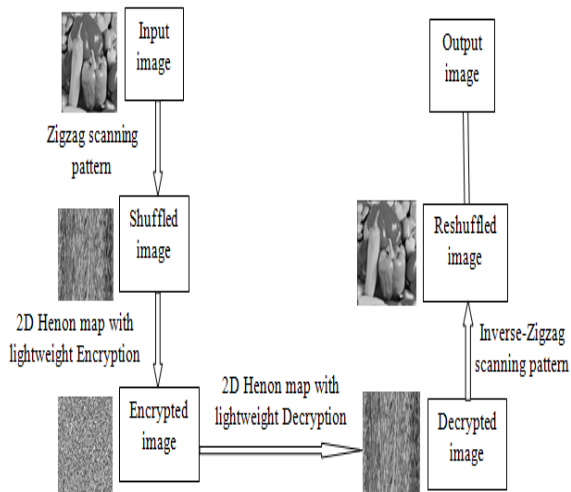 Input
image
Zigzag scanning
pattern
Shuffled
image
2D Henon map with
lightweight Encryption
Encrypted
image
2D Henon map with
lightweight Decryption
Decrypted
image
Inverse-Zigzag
scanning pattern
Reshuffled
image
Output
image